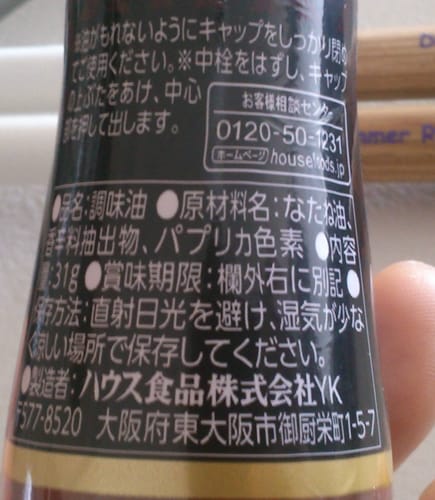 油がもれないようにキャップをしっかり閉め
てご使用ください。※中栓をはずし、キャップ
の上ぶたをあけ、中心
部を押して出します。
お客様相談センター
0120-50-1231
ホームページ housefoods.jp
●品名:調味油 ●原材料名:なたね油、
香辛料抽出物、パプリカ色素 ●内容
量:31g ●賞味期限:欄外右に別記 ●
保存方法:直射日光を避け、湿気が少な
く涼しい場所で保存してください。
●製造者:ハウス食品株式会社YK
〒577-8520 大阪府東大阪市御厨栄町1-5-7